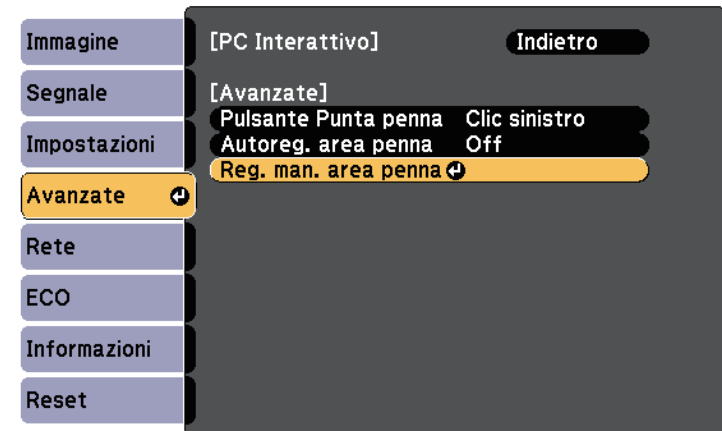 Immagine
Segnale
Impostazioni
Avanzate
Rete
ECO
Informazioni
Reset
[PC Interattivo] Indietro
[Avanzate]
Pulsante Punta penna Clic sinistro
Autoreg. area penna Off
Reg. man. area penna